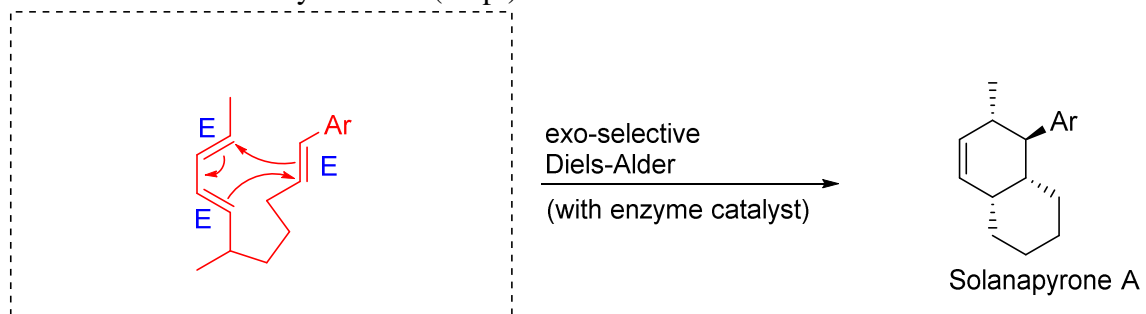 E
Ar
E
E
exo-selective
Diels-Alder
(with enzyme catalyst)
Ar
Solanapyrone A